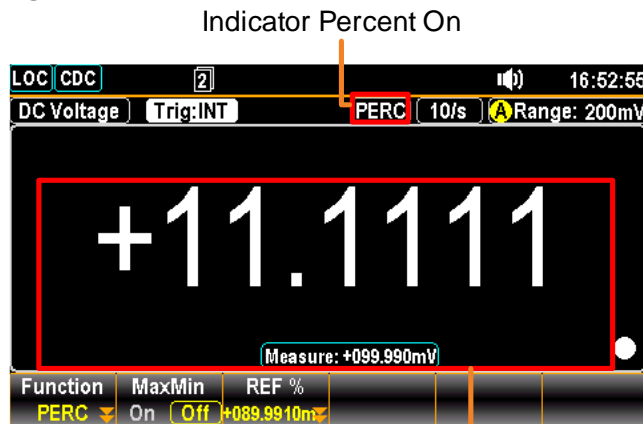 Indicator Percent On
LOC CDC 2 16:52:55
DC Voltage Trig:INT PERC 10/s A Range: 200mV
+11.1111
Measure: +099.990mV
Function MaxMin REF %
PERC On Off +089.9910m